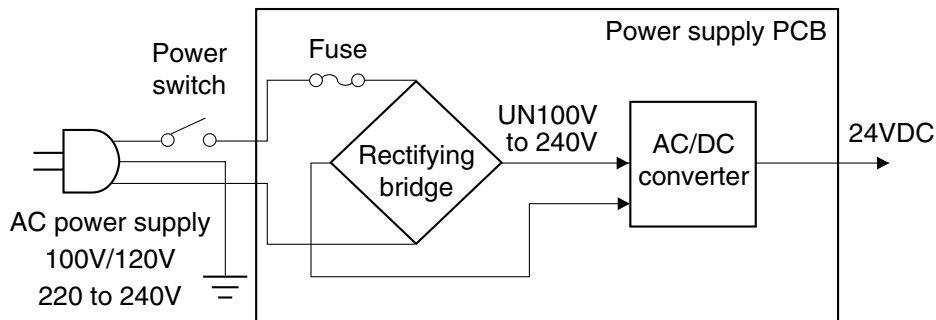 Power supply PCB
Power
switch
Fuse
UN100V
to 240V
Rectifying
bridge
AC/DC
converter
24VDC
AC power supply
100V/120V
220 to 240V